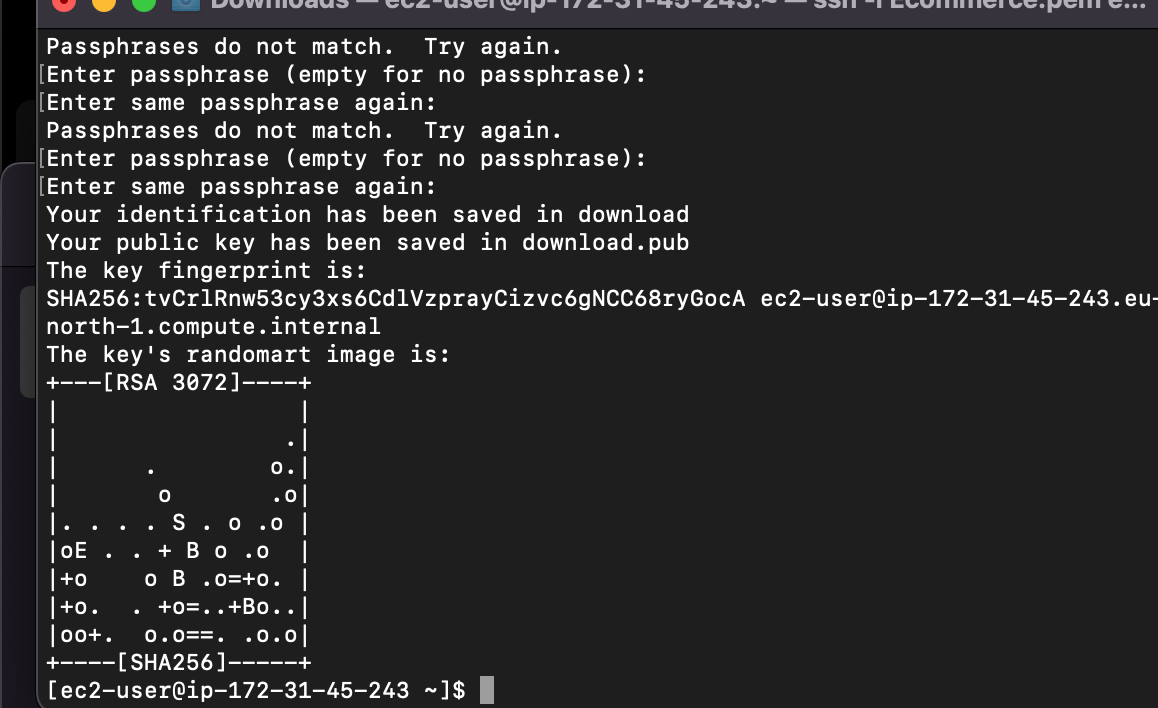 Downloads — ec2-user@ip-172-31-45-243:~ — ssh -i Ecommerce.pem e...
Passphrases do not match.  Try again.
[Enter passphrase (empty for no passphrase):
[Enter same passphrase again:
Passphrases do not match.  Try again.
[Enter passphrase (empty for no passphrase):
[Enter same passphrase again:
Your identification has been saved in download
Your public key has been saved in download.pub
The key fingerprint is:
SHA256:tvCrlRnw53cy3xs6CdlVzprayCizvc6gNCC68ryGocA ec2-user@ip-172-31-45-243.eu-
north-1.compute.internal
The key's randomart image is:
+---[RSA 3072]----+
|                 |
|                .|
|      .        o.|
|       o       .o|
|. . . . S . o .o |
|oE . . + B o .o  |
|+o    o B .o=+o. |
|+o.  . +o=..+Bo..|
|oo+.  o.o==. .o.o|
+----[SHA256]-----+
[ec2-user@ip-172-31-45-243 ~]$